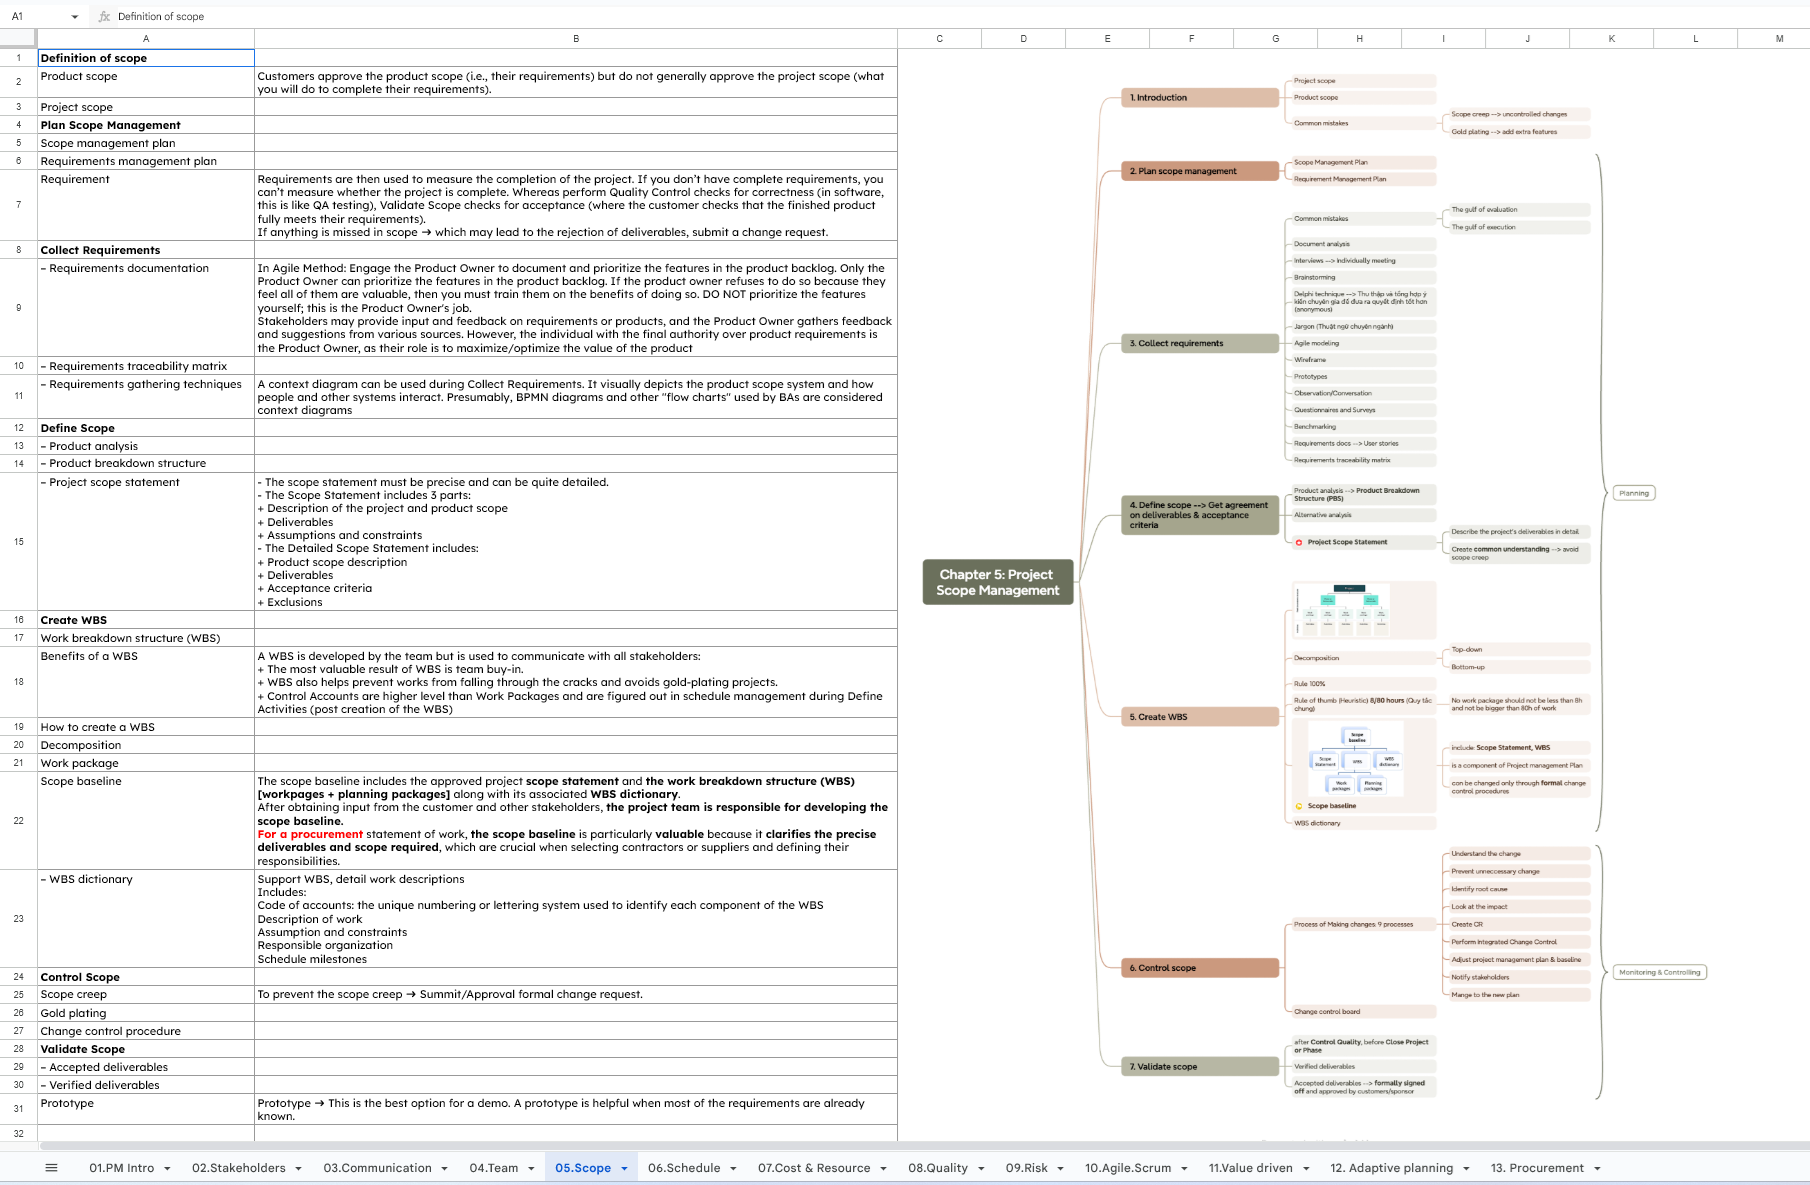 A1
fx Definition of scope
A B C D E F G H I J K L M
1 Definition of scope
2 Product scope
Customers approve the product scope (i.e., their requirements) but do not generally approve the project scope (what
you will do to complete their requirements).
3 Project scope
4 Plan Scope Management
5 Scope management plan
6 Requirements management plan
7 Requirement
Requirements are then used to measure the completion of the project. If you don't have complete requirements, you
can't measure whether the project is complete. Whereas perform Quality Control checks for correctness (in software,
this is like QA testing), Validate Scope checks for acceptance (where the customer checks that the finished product
fully meets their requirements).
If anything is missed in scope → which may lead to the rejection of deliverables, submit a change request.
8 Collect Requirements
9 – Requirements documentation
In Agile Method: Engage the Product Owner to document and prioritize the features in the product backlog. Only the
Product Owner can prioritize the features in the product backlog. If the product owner refuses to do so because they
feel all of them are valuable, then you must train them on the benefits of doing so. DO NOT prioritize the features
yourself; this is the Product Owner's job.
Stakeholders may provide input and feedback on requirements or products, and the Product Owner gathers feedback
and suggestions from various sources. However, the individual with the final authority over product requirements is
the Product Owner, as their role is to maximize/optimize the value of the product
10 – Requirements traceability matrix
11 – Requirements gathering techniques
A context diagram can be used during Collect Requirements. It visually depicts the product scope system and how
people and other systems interact. Presumably, BPMN diagrams and other "flow charts" used by BAs are considered
context diagrams
12 Define Scope
13 – Product analysis
14 – Product breakdown structure
15 – Project scope statement
- The scope statement must be precise and can be quite detailed.
- The Scope Statement includes 3 parts:
+ Description of the project and product scope
+ Deliverables
+ Assumptions and constraints
- The Detailed Scope Statement includes:
+ Product scope description
+ Deliverables
+ Acceptance criteria
+ Exclusions
16 Create WBS
17 Work breakdown structure (WBS)
18 Benefits of a WBS
A WBS is developed by the team but is used to communicate with all stakeholders:
+ The most valuable result of WBS is team buy-in.
+ WBS also helps prevent works from falling through the cracks and avoids gold-plating projects.
+ Control Accounts are higher level than Work Packages and are figured out in schedule management during Define
Activities (post creation of the WBS)
19 How to create a WBS
20 Decomposition
21 Work package
22 Scope baseline
The scope baseline includes the approved project scope statement and the work breakdown structure (WBS)
[workpages + planning packages] along with its associated WBS dictionary.
After obtaining input from the customer and other stakeholders, the project team is responsible for developing the
scope baseline.
For a procurement statement of work, the scope baseline is particularly valuable because it clarifies the precise
deliverables and scope required, which are crucial when selecting contractors or suppliers and defining their
responsibilities.
23 – WBS dictionary
Support WBS, detail work descriptions
Includes:
Code of accounts: the unique numbering or lettering system used to identify each component of the WBS
Description of work
Assumption and constraints
Responsible organization
Schedule milestones
24 Control Scope
25 Scope creep
To prevent the scope creep → Summit/Approval formal change request.
26 Gold plating
27 Change control procedure
28 Validate Scope
29 – Accepted deliverables
30 – Verified deliverables
31 Prototype
Prototype → This is the best option for a demo. A prototype is helpful when most of the requirements are already
known.
32
Chapter 5: Project
Scope Management
1. Introduction
Project scope
Product scope
Common mistakes
Scope creep --> uncontrolled changes
Gold plating --> add extra features
2. Plan scope management
Scope Management Plan
Requirement Management Plan
3. Collect requirements
Common mistakes
The gulf of evaluation
The gulf of execution
Document analysis
Interviews --> Individually meeting
Brainstorming
Delphi technique --> Thu thập và tổng hợp ý
kiến chuyên gia để đưa ra quyết định tốt hơn
(anonymous)
Jargon (Thuật ngữ chuyên ngành)
Agile modeling
Wireframe
Prototypes
Observation/Conversation
Questionnaires and Surveys
Benchmarking
Requirements docs --> User stories
Requirements traceability matrix
4. Define scope --> Get agreement
on deliverables & acceptance
criteria
Product analysis --> Product Breakdown
Structure (PBS)
Alternative analysis
Project Scope Statement
Describe the project's deliverables in detail
Create common understanding --> avoid
scope creep
5. Create WBS
Decomposition
Top-down
Bottom-up
Rule 100%
Rule of thumb (Heuristic) 8/80 hours (Quy tắc
chung)
No work package should not be less than 8h
and not be bigger than 80h of work
Scope
baseline
Scope
Statement
WBS
WBS
dictionary
Work
packages
Planning
packages
Scope baseline
include: Scope Statement, WBS
is a component of Project management Plan
can be changed only through formal change
control procedures
WBS dictionary
Planning
6. Control scope
Process of Making changes: 9 processes
Understand the change
Prevent unneccessary change
Identify root cause
Look at the impact
Create CR
Perform Integrated Change Control
Adjust project management plan & baseline
Notify stakeholders
Mange to the new plan
Change control board
Monitoring & Controlling
7. Validate scope
after Control Quality, before Close Project
or Phase
Verified deliverables
Accepted deliverables --> formally signed
off and approved by customers/sponsor
01.PM Intro 02.Stakeholders 03.Communication 04.Team 05.Scope 06.Schedule 07.Cost & Resource 08.Quality 09.Risk 10.Agile.Scrum 11.Value driven 12. Adaptive planning 13. Procurement